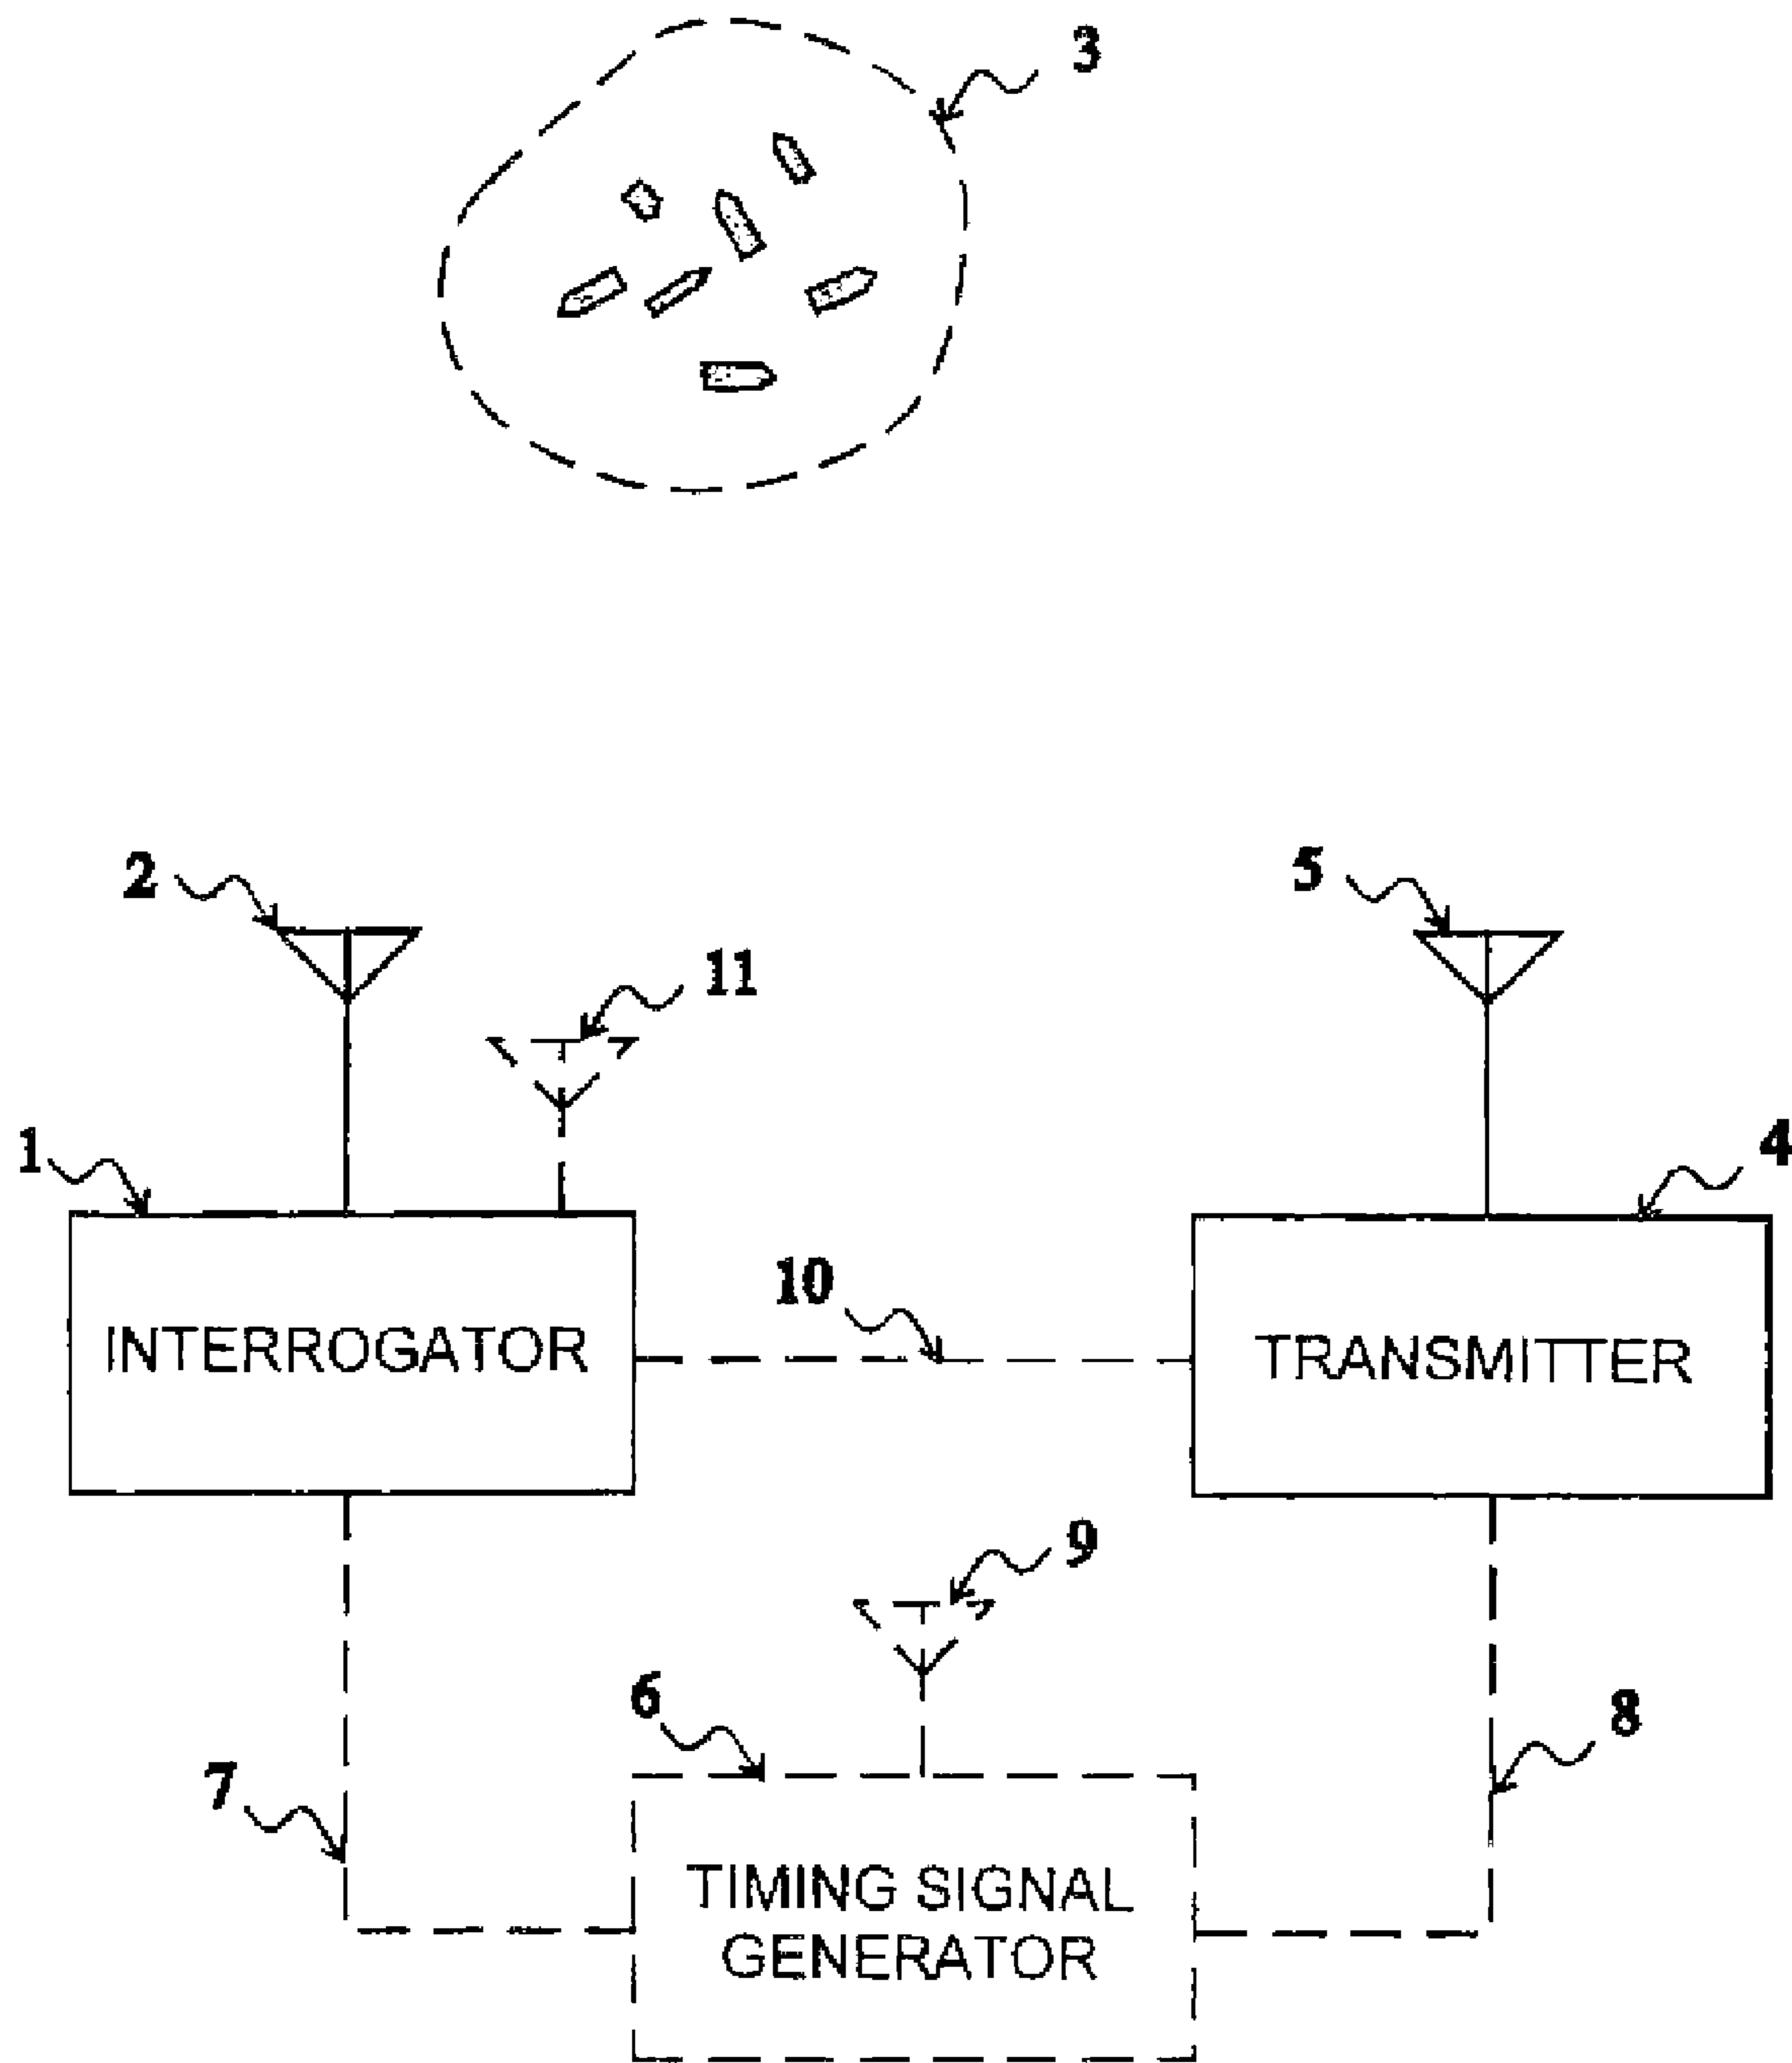 3
2
5
11
1
4
10
INTERROGATOR
TRANSMITTER
9
6
8
7
TIMING SIGNAL
GENERATOR